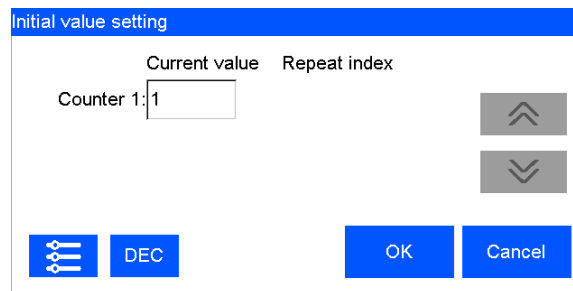 Initial value setting
Current value Repeat index
Counter 1: 1
DEC OK Cancel